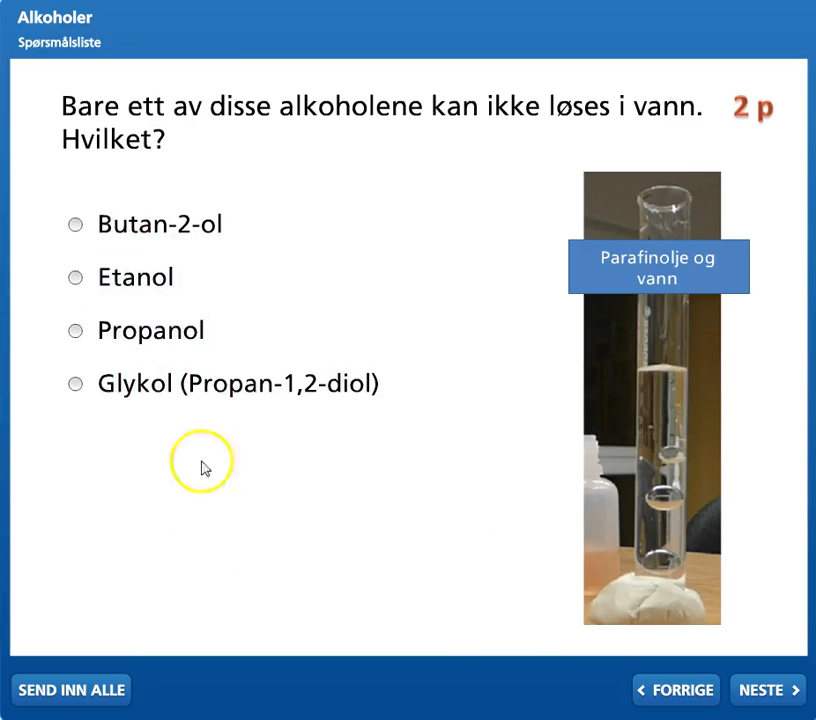 Alkoholer
Spørsmålsliste
Bare ett av disse alkoholene kan ikke løses i vann.
2 p
Hvilket?
Butan-2-ol
Etanol
Propanol
Glykol (Propan-1,2-diol)
Parafinolje og
vann
SEND INN ALLE
FORRIGE
NESTE